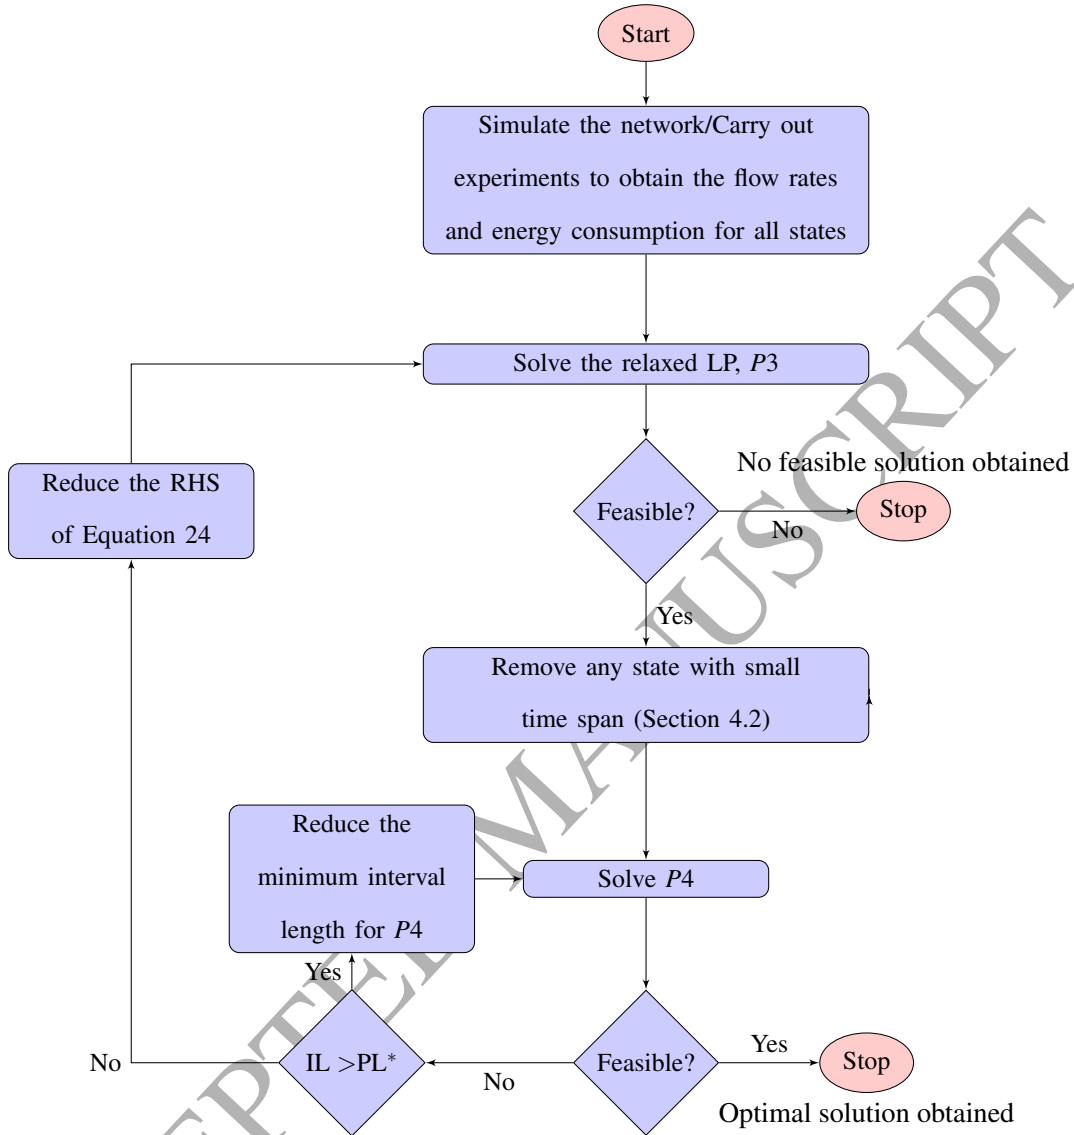 Start
Simulate the network/Carry out
experiments to obtain the flow rates
and energy consumption for all states
Solve the relaxed LP, P3
Reduce the RHS
of Equation 24
No feasible solution obtained
Feasible?
No
Stop
Yes
Remove any state with small
time span (Section 4.2)
Reduce the
minimum interval
length for P4
Solve P4
Yes
No
IL >PL*
No
Feasible?
Yes
Stop
Optimal solution obtained
PTED MANUSCRIPT